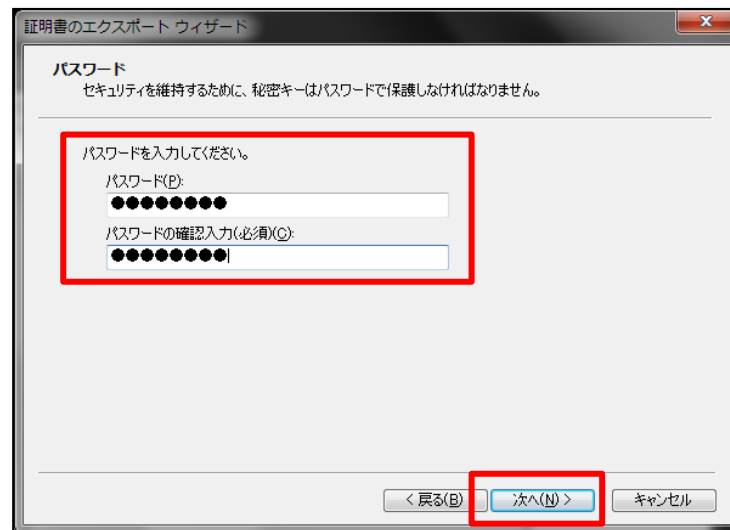 証明書のエクスポート ウィザード
パスワード
セキュリティを維持するために、秘密キーはパスワードで保護しなければなりません。
パスワードを入力してください。
パスワード(P):
●●●●●●●●
パスワードの確認入力(必須)(C):
●●●●●●●●
< 戻る(B)
次へ(N) >
キャンセル